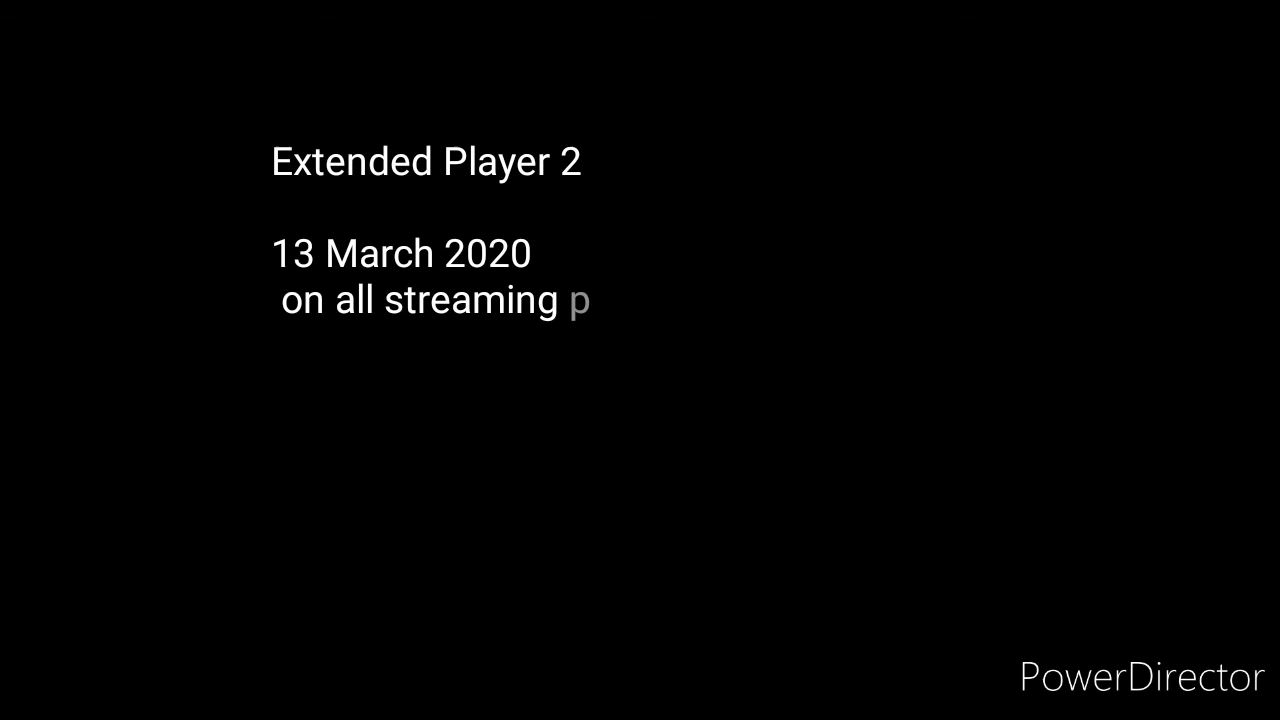 Extended Player 2
13 March 2020
on all streaming p
PowerDirector